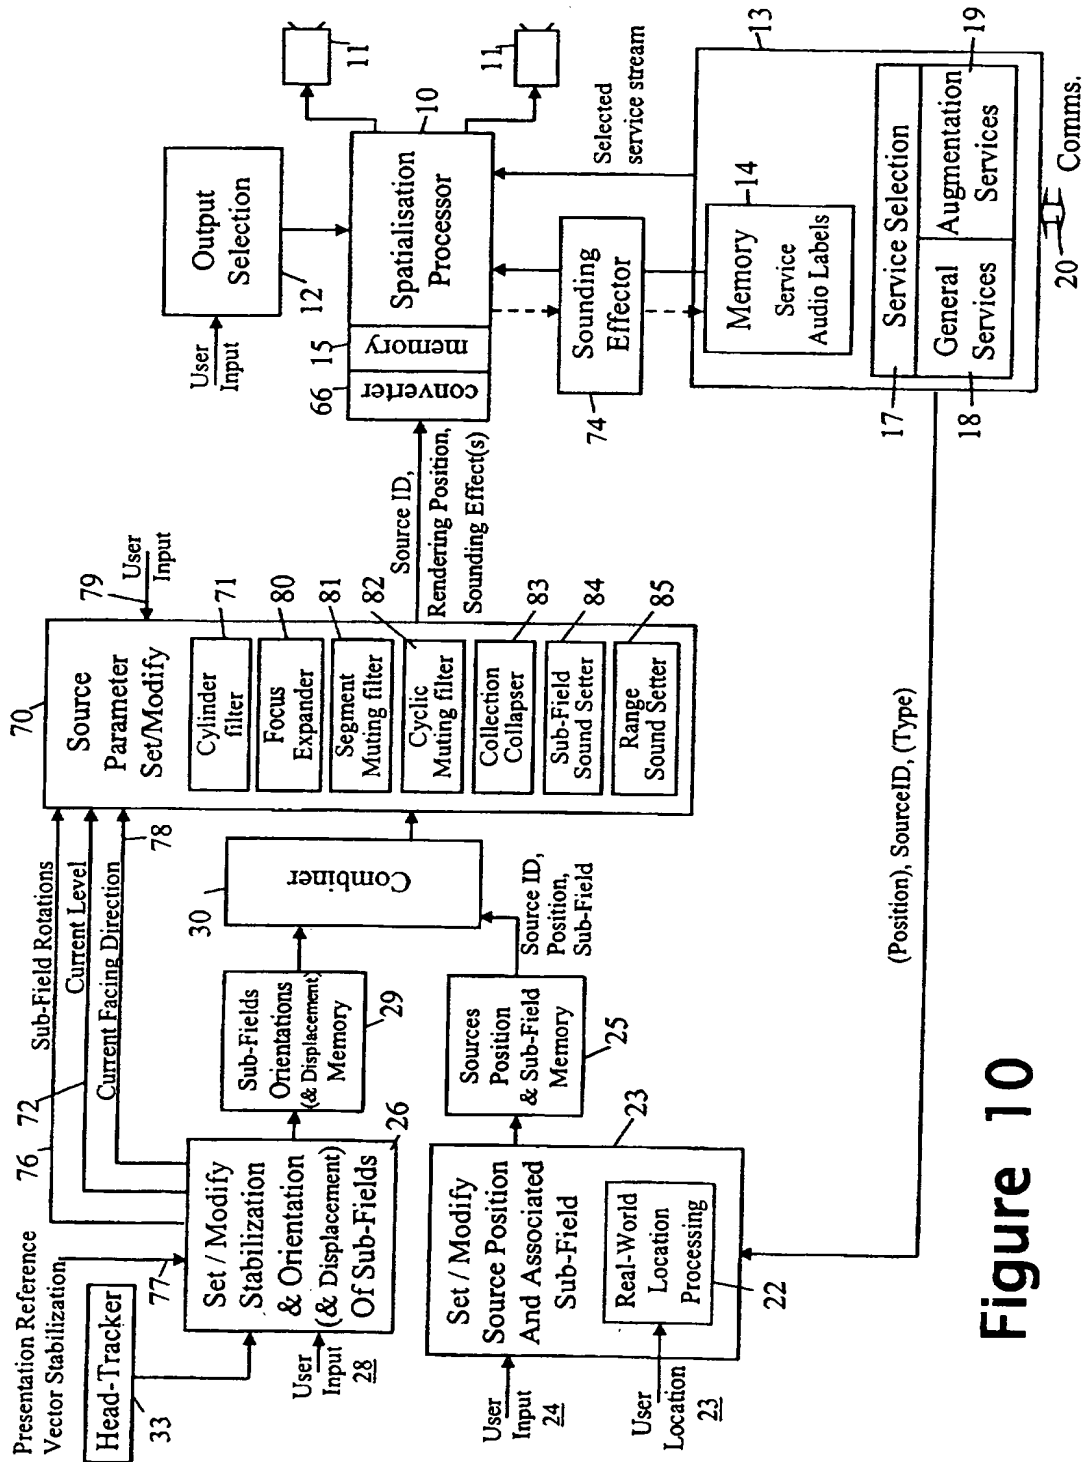 Presentation Reference
Vector Stabilization
Head-Tracker
33
77
76
72
78
Sub-Field Rotations
Current Level
Current Facing Direction
Set / Modify
Stabilization
& Orientation
(& Displacement)
Of Sub-Fields
26
User
Input
28
Sub-Fields
Orientations
(& Displacement)
Memory
29
User
Input
24
User
Location
23
Set / Modify
Source Position
And Associated
Sub-Field
23
Real-World
Location
Processing
22
Sources
Position
& Sub-Field
Memory
25
Source ID,
Position,
Sub-Field
Combiner
30
70
Source
Parameter
Set/Modify
79
User
Input
Cylinder
filter
71
Focus
Expander
80
Segment
Muting filter
81
Cyclic
Muting filter
82
Collection
Collapser
83
Sub-Field
Sound Setter
84
Range
Sound Setter
85
Source ID,
Rendering Position,
Sounding Effect(s)
User
Input
Output
Selection
12
converter
66
memory
15
Spatialisation
Processor
10
11
11
Sounding
Effector
74
Selected
service stream
13
Memory
Service
Audio Labels
14
Service Selection
17
General
Services
18
Augmentation
Services
19
20
Comms.
(Position), SourceID, (Type)
Figure 10